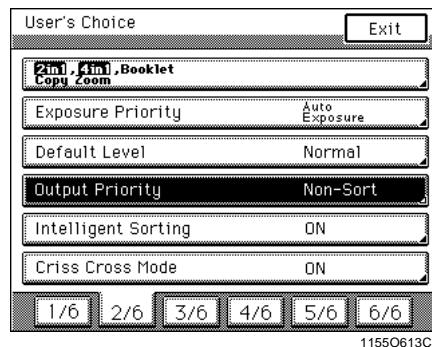 User's Choice
Exit
2in1, 4in1, Booklet
Copy Zoom
Exposure Priority
Auto
Exposure
Default Level
Normal
Output Priority
Non-Sort
Intelligent Sorting
ON
Criss Cross Mode
ON
1/6 2/6 3/6 4/6 5/6 6/6
1155O613C